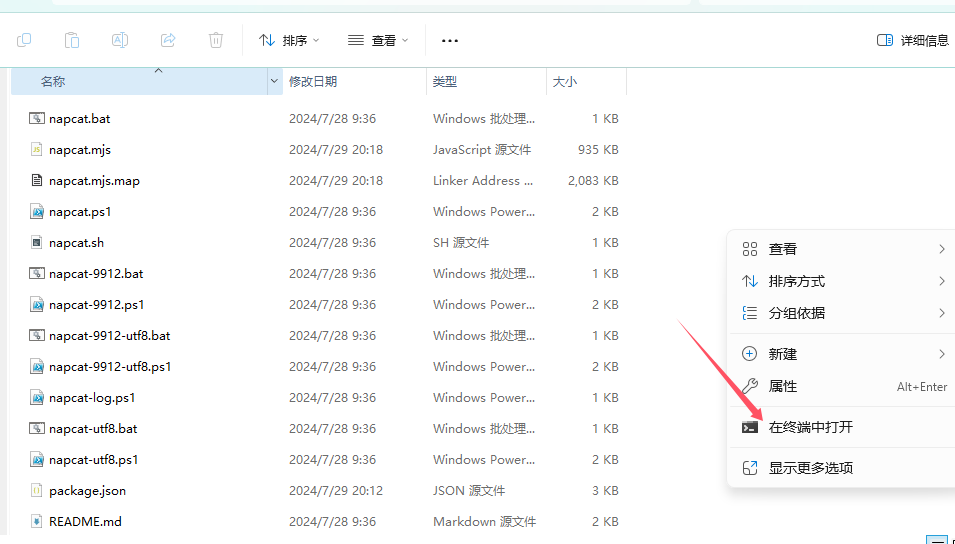 排序 查看 ... 详细信息
名称 修改日期 类型 大小
napcat.bat 2024/7/28 9:36 Windows 批处理... 1 KB
napcat.mjs 2024/7/29 20:18 JavaScript 源文件 935 KB
napcat.mjs.map 2024/7/29 20:18 Linker Address ... 2,083 KB
napcat.ps1 2024/7/28 9:36 Windows Power... 2 KB
napcat.sh 2024/7/28 9:36 SH 源文件 1 KB
napcat-9912.bat 2024/7/28 9:36 Windows 批处理... 1 KB
napcat-9912.ps1 2024/7/28 9:36 Windows Power... 2 KB
napcat-9912-utf8.bat 2024/7/28 9:36 Windows 批处理... 1 KB
napcat-9912-utf8.ps1 2024/7/28 9:36 Windows Power... 2 KB
napcat-log.ps1 2024/7/28 9:36 Windows Power... 1 KB
napcat-utf8.bat 2024/7/28 9:36 Windows 批处理... 1 KB
napcat-utf8.ps1 2024/7/28 9:36 Windows Power... 2 KB
package.json 2024/7/29 20:12 JSON 源文件 3 KB
README.md 2024/7/28 9:36 Markdown 源文件 2 KB
查看
排序方式
分组依据
新建
属性 Alt+Enter
在终端中打开
显示更多选项